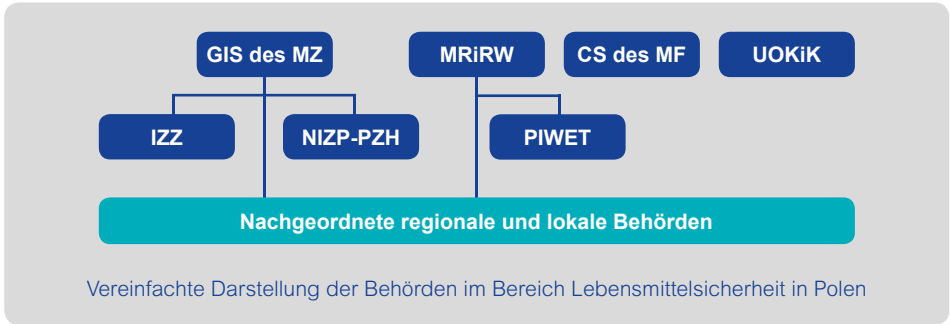 GIS des MZ
MRiRW
CS des MF
UOKiK
IZZ
NIZP-PZH
PIWET
Nachgeordnete regionale und lokale Behörden
Vereinfachte Darstellung der Behörden im Bereich Lebensmittelsicherheit in Polen